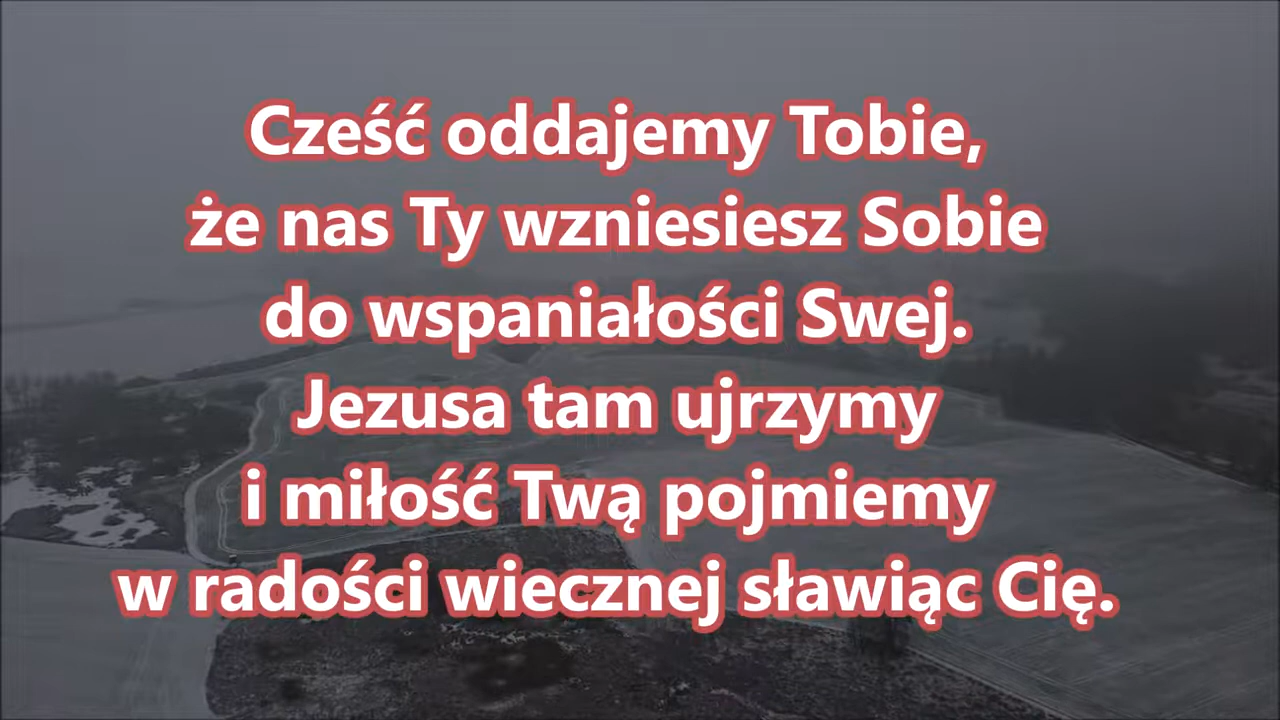 Cześć oddajemy Tobie,
że nas Ty wzniesiesz Sobie
do wspaniałości Swej.
Jezusa tam ujrzymy
i miłość Twą pojmiemy
w radości wiecznej sławiąc Cię.